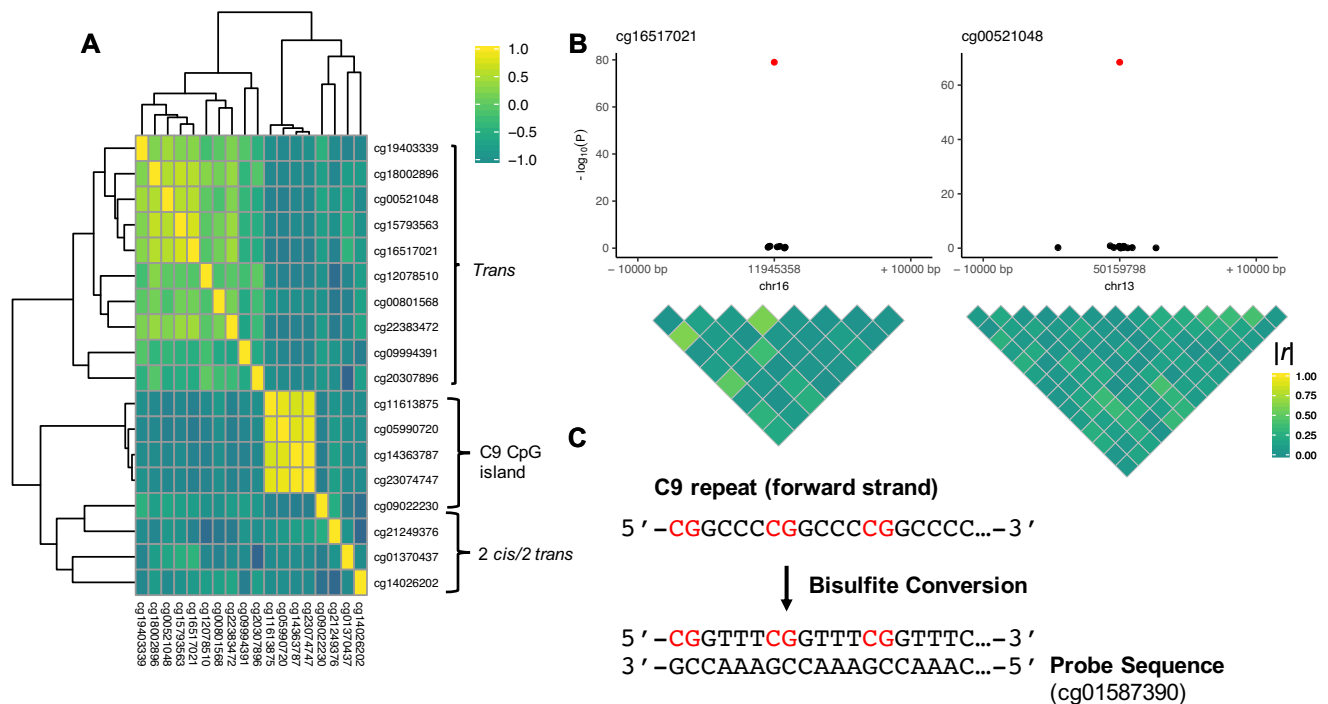 A
1.0
0.5
0.0
−0.5
−1.0
cg19403339
cg18002896
cg00521048
cg15793563
cg16517021
cg12078510
cg00801568
cg22383472
cg09994391
cg20307896
cg11613875
cg05990720
cg14363787
cg23074747
cg09022230
cg21249376
cg01370437
cg14026202
Trans
C9 CpG
island
2 cis/2 trans
cg19403339
cg18002896
cg00521048
cg15793563
cg16517021
cg12078510
cg00801568
cg22383472
cg09994391
cg20307896
cg11613875
cg05990720
cg14363787
cg23074747
cg09022230
cg21249376
cg01370437
cg14026202
B
cg16517021
80
60
40
20
0
- log10(P)
− 10000 bp
11945358
+ 10000 bp
chr16
cg00521048
60
40
20
0
− 10000 bp
50159798
+ 10000 bp
chr13
|r|
1.00
0.75
0.50
0.25
0.00
C
C9 repeat (forward strand)
5′-CGGCCCCGGCCCCGGCCCC…-3′
Bisulfite Conversion
5′-CGGTTTCGGTTTCGGTTTC…-3′
3′-GCCAAAGCCAAAGCCAAAC…-5′
Probe Sequence
(cg01587390)